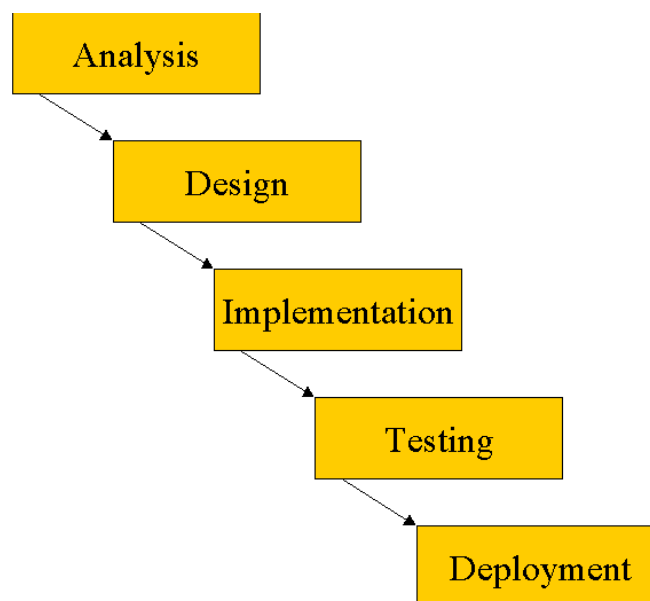 Analysis
Design
Implementation
Testing
Deployment